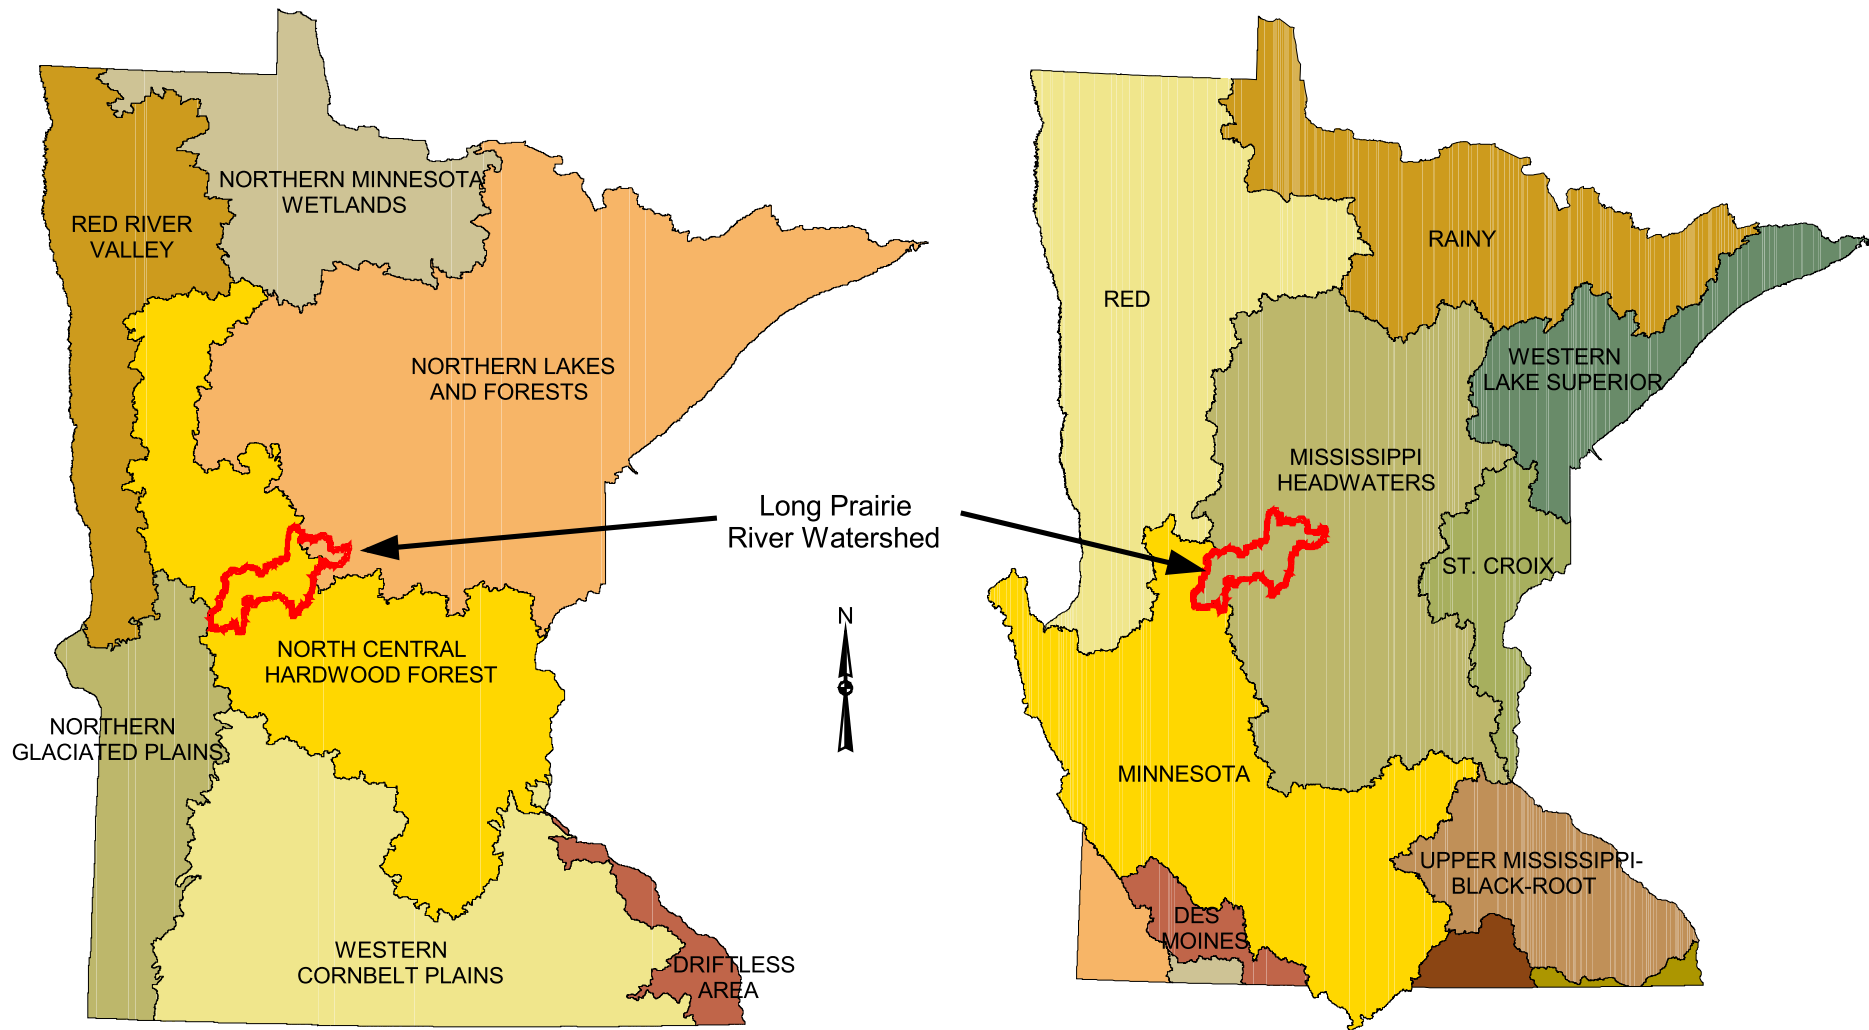 NORTHERN MINNESOTA
WETLANDS
RED RIVER
VALLEY
NORTHERN LAKES
AND FORESTS
NORTH CENTRAL
HARDWOOD FOREST
NORTHERN
GLACIATED PLAINS
WESTERN
CORNBELT PLAINS
DRIFTLESS
AREA
Long Prairie
River Watershed
N
RAINY
RED
WESTERN
LAKE SUPERIOR
MISSISSIPPI
HEADWATERS
ST. CROIX
MINNESOTA
UPPER MISSISSIPPI-
BLACK-ROOT
DES
MOINES